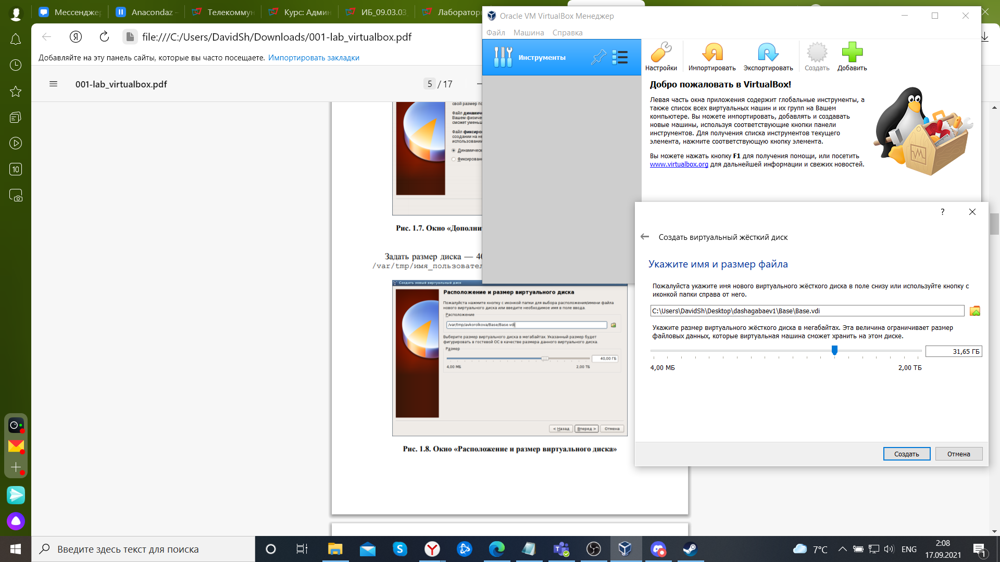 Мессендже
Anacondaz -
Телекоммун
Курс: Админ
ИБ_09.03.03
Лаборатор
file:///C:/Users/DavidSh/Downloads/001-lab_virtualbox.pdf
Добавляйте на эту панель сайты, которые вы часто посещаете. Импортировать закладки
001-lab_virtualbox.pdf
5 / 17
10
свой размер по
Файл динамиче
Вашем физиче
сможет уменьш
Файл фиксиров
создании на не
использовании
Динамическ
Фиксирован
Рис. 1.7. Окно «Дополнит
Задать размер диска — 40
/var/tmp/имя_пользовател
Создать новый виртуальный диск
Расположение и размер виртуального диска
Пожалуйста нажмите кнопку с иконкой папки для выбора расположения/имени файла
нового виртуального диска или введите необходимое имя в поле ввода.
Расположение
/var/tmp/avkorolkova/Base/Base.vdi
Выберите размер виртуального диска в мегабайтах. Указанный размер будет
фигурировать в гостевой ОС в качестве размера данного виртуального диска.
Размер
40,00 ГБ
4,00 МБ
2,00 ТБ
< Назад
Вперед >
Отмена
Рис. 1.8. Окно «Расположение и размер виртуального диска»
Oracle VM VirtualBox Менеджер
Файл
Машина
Справка
Инструменты
Настройки
Импортировать
Экспортировать
Создать
Добавить
Добро пожаловать в VirtualBox!
Левая часть окна приложения содержит глобальные инструменты, а
также список всех виртуальных машин и их групп на Вашем
компьютере. Вы можете импортировать, добавлять и создавать
новые машины, используя соответствующие кнопки панели
инструментов. Для получения списка инструментов текущего
элемента, нажмите соответствующую кнопку элемента.
Вы можете нажать кнопку F1 для получения помощи, или посетить
www.virtualbox.org для дальнейшей информации и свежих новостей.
?
Создать виртуальный жёсткий диск
Укажите имя и размер файла
Пожалуйста укажите имя нового виртуального жёсткого диска в поле снизу или используйте кнопку с
иконкой папки справа от него.
C:\Users\DavidSh\Desktop\dashagabaev1\Base\Base.vdi
Укажите размер виртуального жёсткого диска в мегабайтах. Эта величина ограничивает размер
файловых данных, которые виртуальная машина сможет хранить на этом диске.
31,65 ГБ
4,00 МБ
2,00 ТБ
Создать
Отмена
Введите здесь текст для поиска
7°C
ENG
2:08
17.09.2021
1